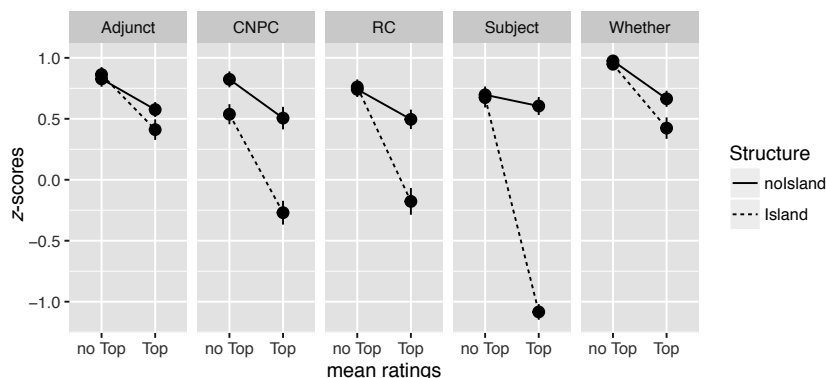 Adjunct CNPC RC Subject Whether
1.0
0.5
0.0
−0.5
−1.0
z-scores
no Top Top no Top Top no Top Top no Top Top no Top Top
mean ratings
Structure
noIsland
Island